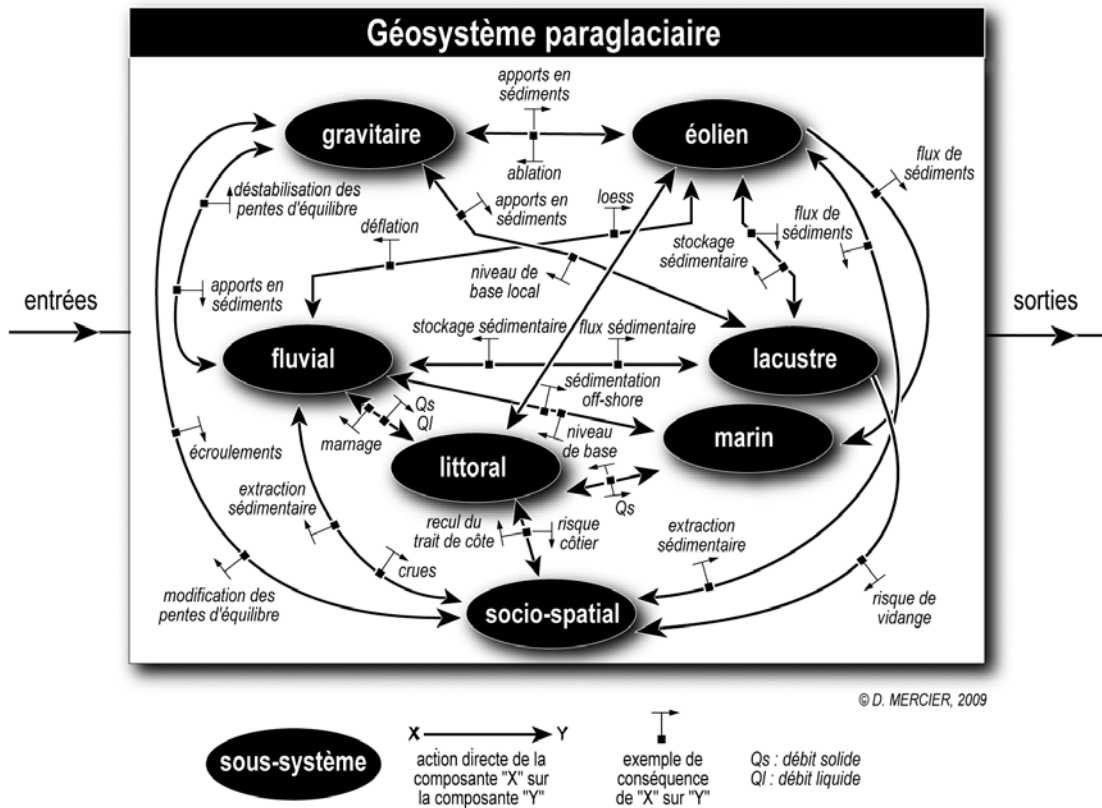 Géosystème paraglaciaire
apports en
sédiments
gravitaire
éolien
ablation
flux de
sédiments
déstabilisation des
pentes d'équilibre
apports en
sédiments
loess
déflation
flux de
sédiments
stockage
sédimentaire
niveau de
base local
entrées
apports en
sédiments
sorties
stockage sédimentaire
flux sédimentaire
fluvial
lacustre
sédimentation
off-shore
Qs
Ql
marnage
niveau
de base
marin
écroulements
littoral
Qs
extraction
sédimentaire
recul du
trait de côte
risque
côtier
extraction
sédimentaire
crues
modification des
pentes d'équilibre
socio-spatial
risque de
vidange
© D. MERCIER, 2009
sous-système
X Y
action directe de la
composante "X" sur
la composante "Y"
exemple de
conséquence
de "X" sur "Y"
Qs : débit solide
Ql : débit liquide